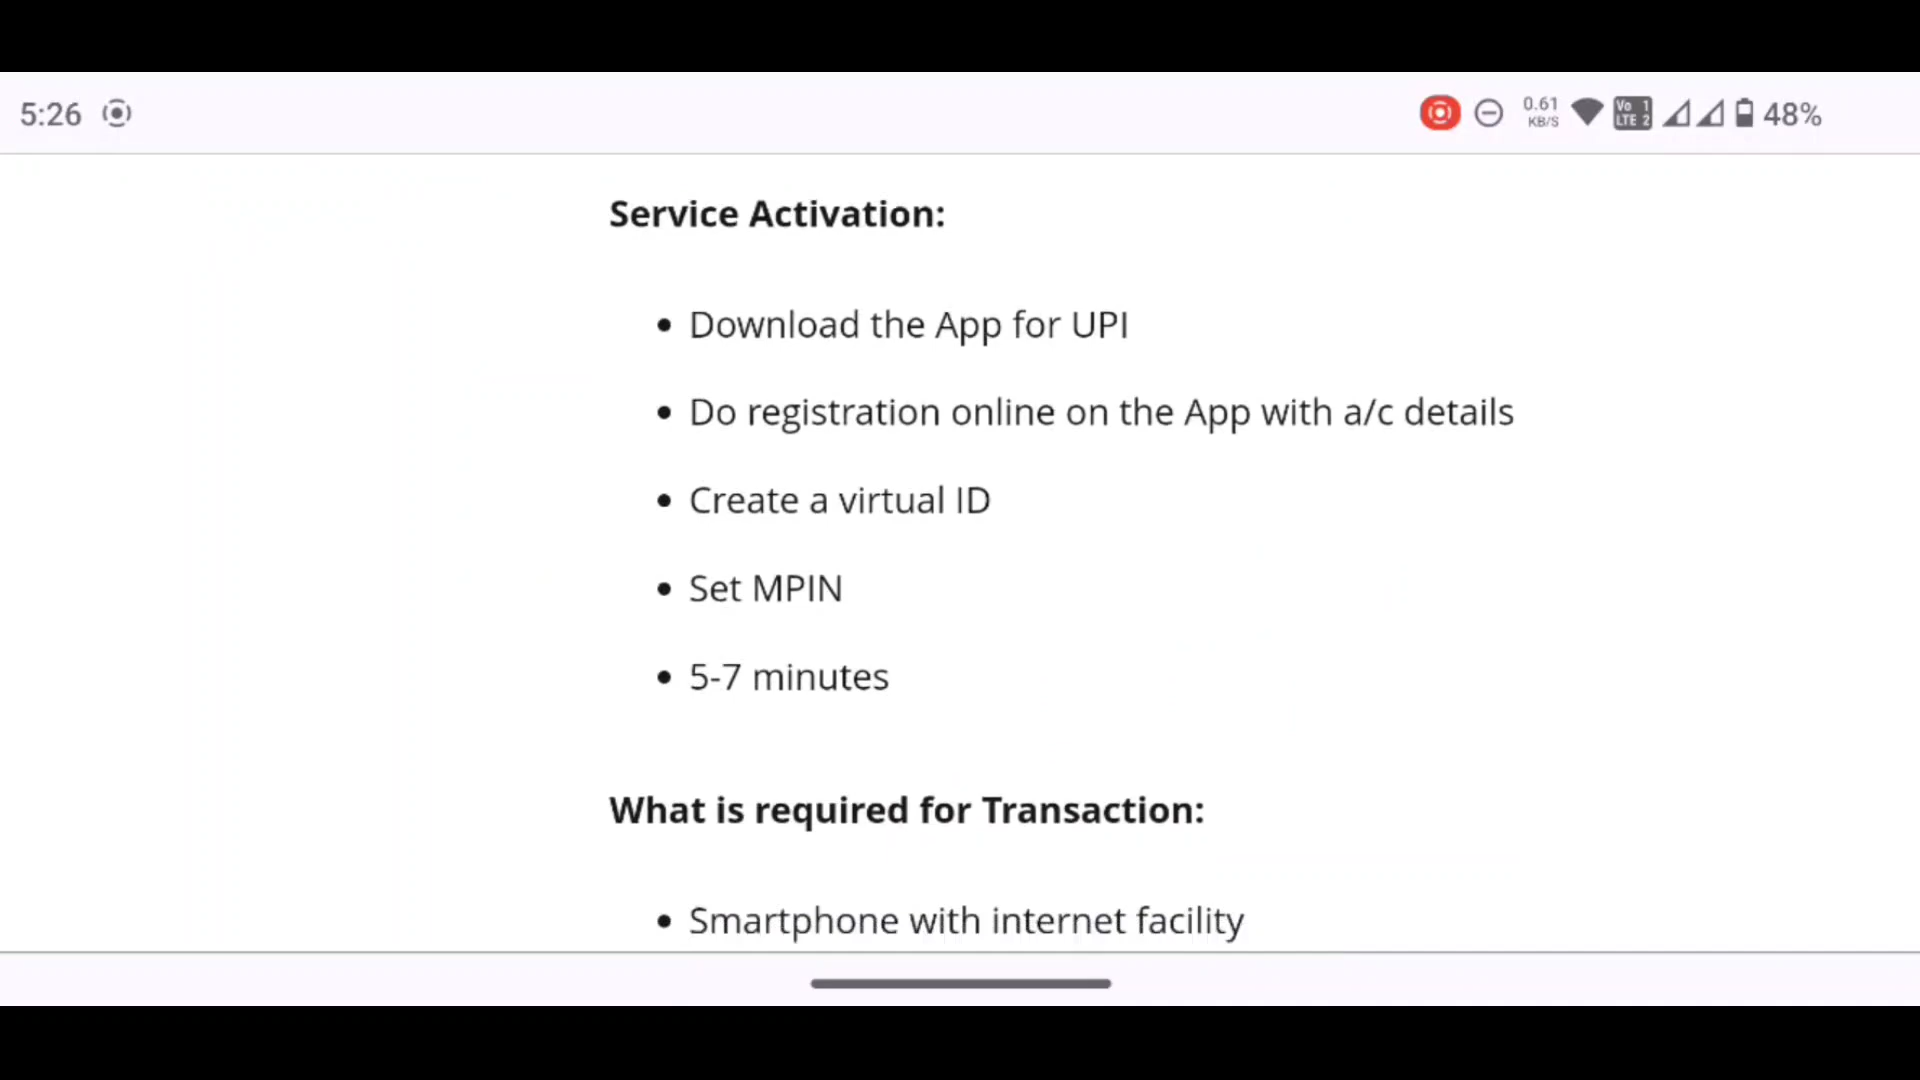 5:26 0.61 KB/S Vo 1 LTE 2 48%
Service Activation:
• Download the App for UPI
• Do registration online on the App with a/c details
• Create a virtual ID
• Set MPIN
• 5-7 minutes
What is required for Transaction:
• Smartphone with internet facility